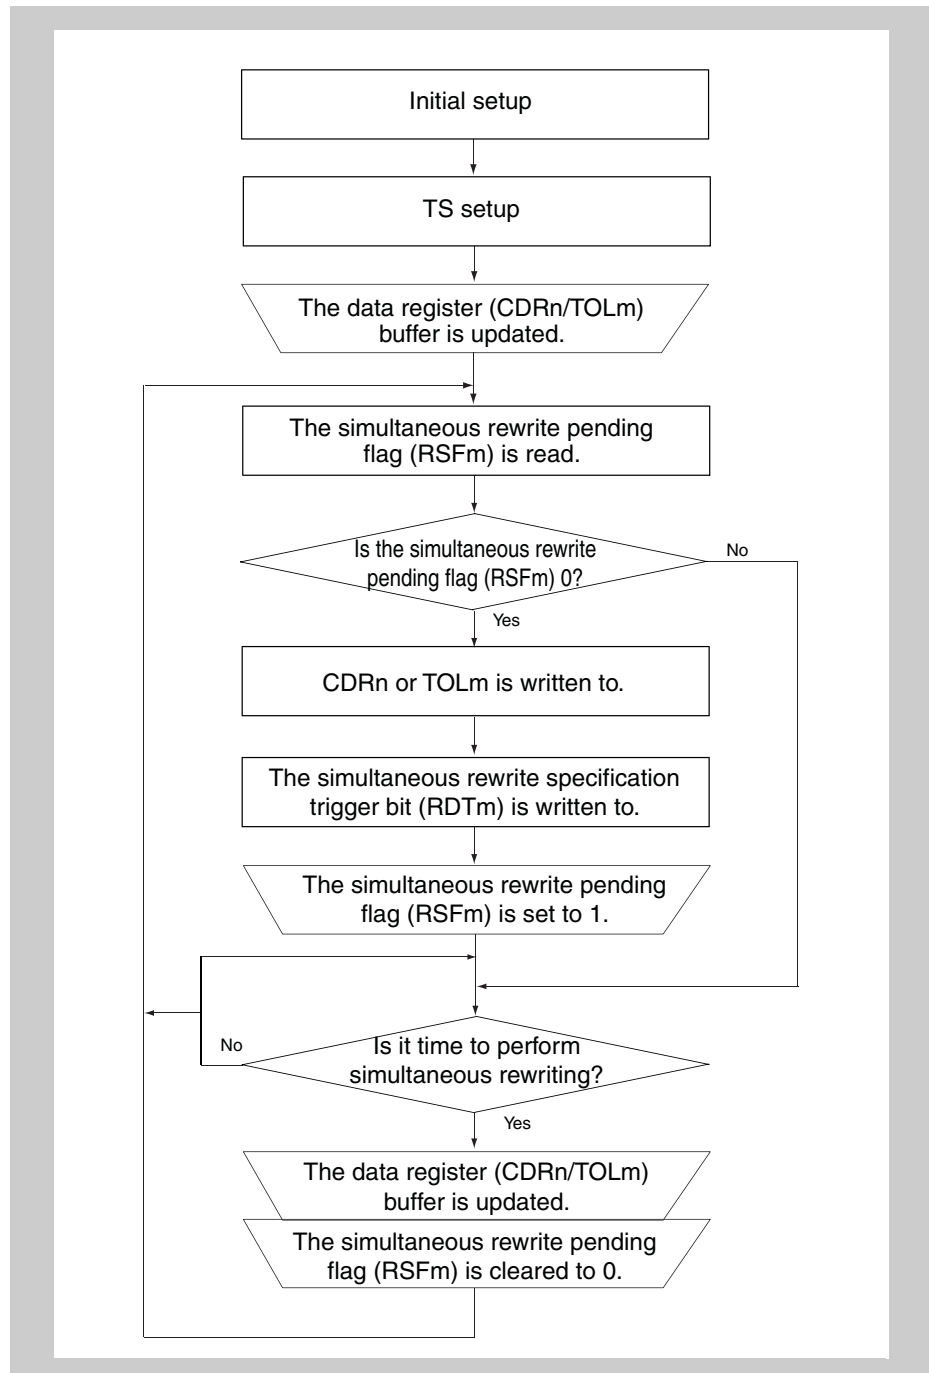 Initial setup
TS setup
The data register (CDRn/TOLm)
buffer is updated.
The simultaneous rewrite pending
flag (RSFm) is read.
Is the simultaneous rewrite
pending flag (RSFm) 0?
No
Yes
CDRn or TOLm is written to.
The simultaneous rewrite specification
trigger bit (RDTm) is written to.
The simultaneous rewrite pending
flag (RSFm) is set to 1.
No
Is it time to perform
simultaneous rewriting?
Yes
The data register (CDRn/TOLm)
buffer is updated.
The simultaneous rewrite pending
flag (RSFm) is cleared to 0.